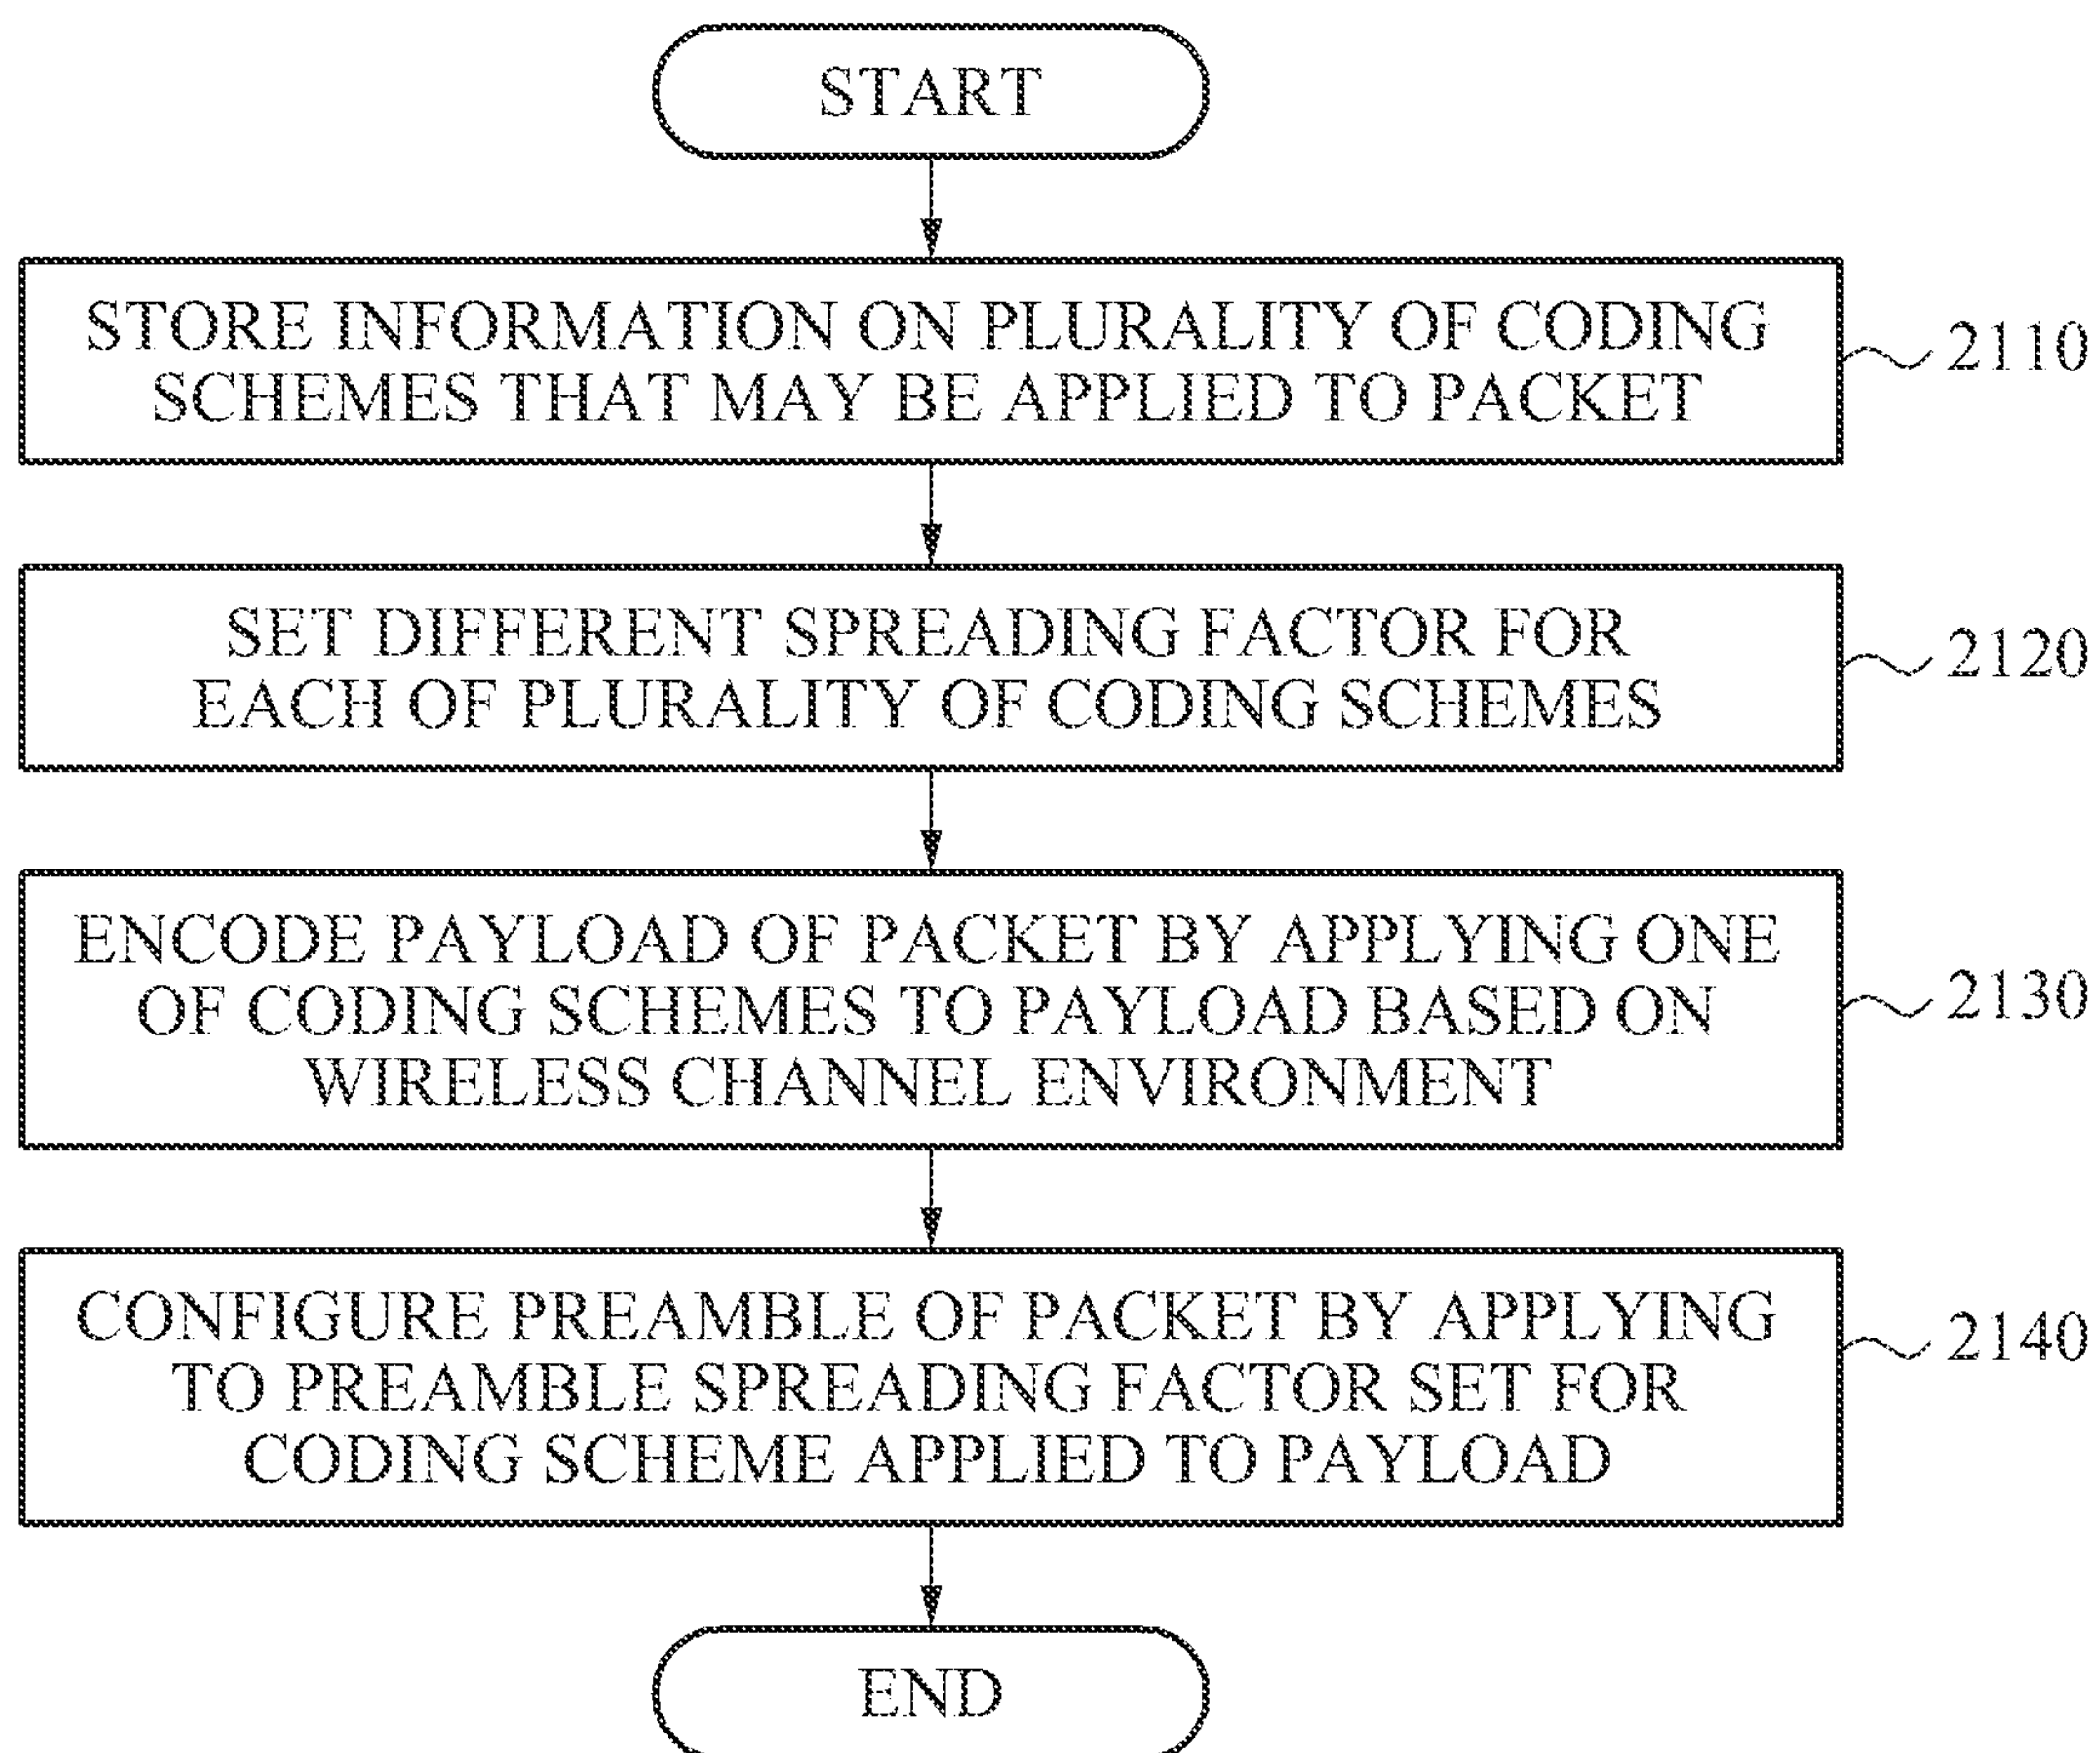 START
STORE INFORMATION ON PLURALITY OF CODING
SCHEMES THAT MAY BE APPLIED TO PACKET
2110
SET DIFFERENT SPREADING FACTOR FOR
EACH OF PLURALITY OF CODING SCHEMES
2120
ENCODE PAYLOAD OF PACKET BY APPLYING ONE
OF CODING SCHEMES TO PAYLOAD BASED ON
WIRELESS CHANNEL ENVIRONMENT
2130
CONFIGURE PREAMBLE OF PACKET BY APPLYING
TO PREAMBLE SPREADING FACTOR SET FOR
CODING SCHEME APPLIED TO PAYLOAD
2140
END